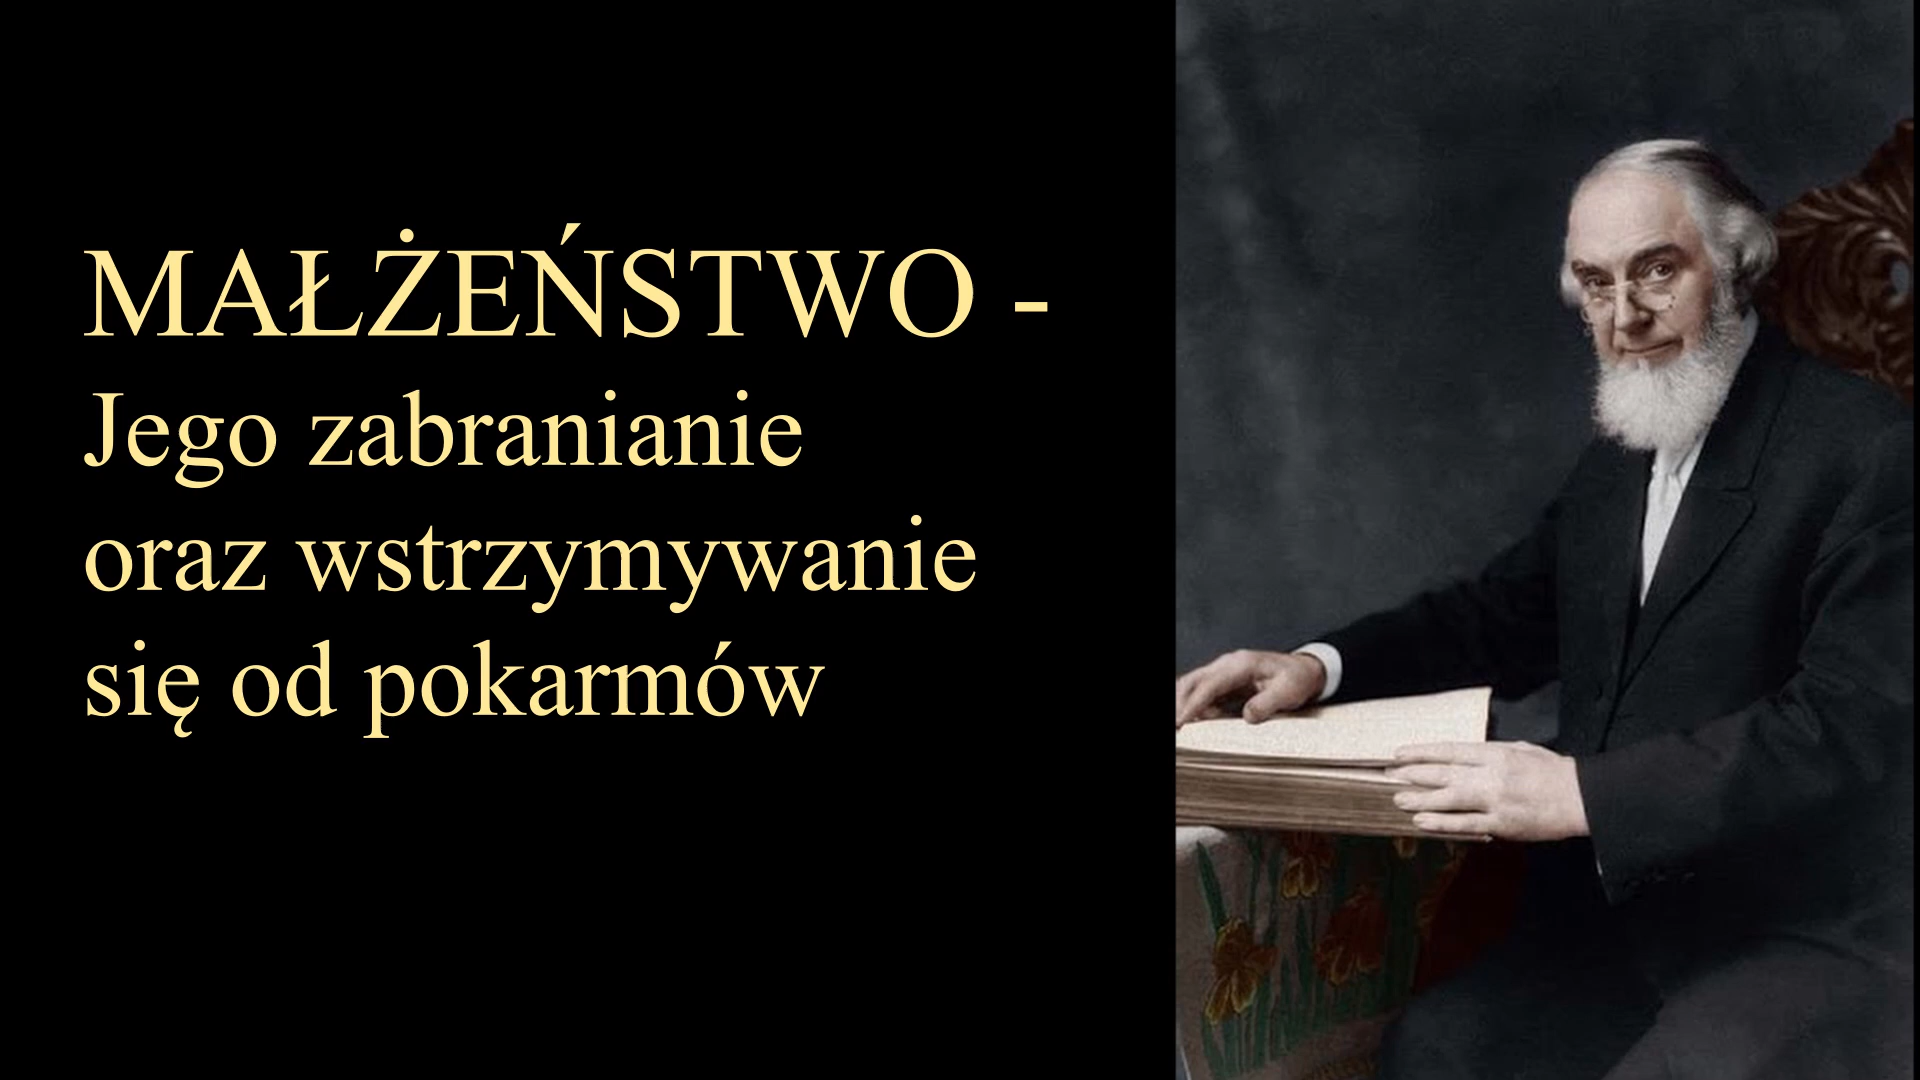 MAŁŻEŃSTWO -
Jego zabranianie
oraz wstrzymywanie
się od pokarmów